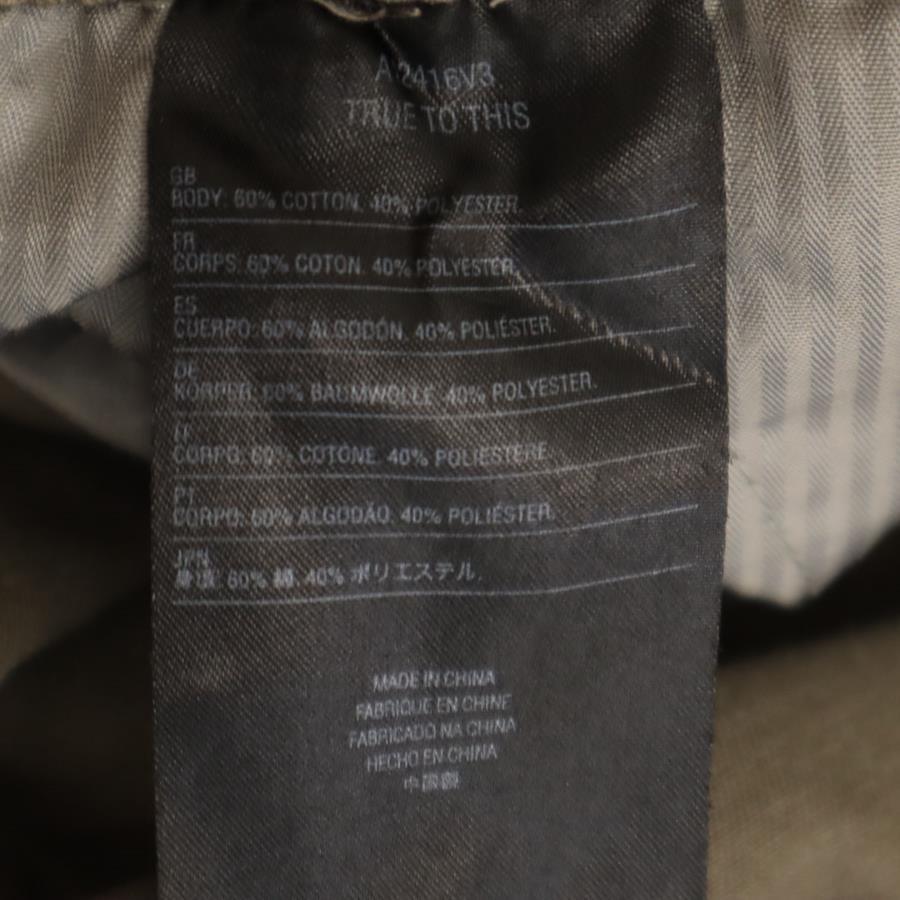 A2416V3
TRUE TO THIS
GB
BODY: 60% COTTON. 40% POLYESTER.
FR
CORPS: 60% COTON. 40% POLYESTER.
ES
CUERPO: 60% ALGODÓN. 40% POLIÉSTER.
DE
KÖRPER: 60% BAUMWOLLE. 40% POLYESTER.
IT
CORPO: 60% COTONE. 40% POLIESTERE.
PT
CORPO: 60% ALGODÃO. 40% POLIÉSTER.
JPN
60% 綿. 40% ポリエステル.
MADE IN CHINA
FABRIQUE EN CHINE
FABRICADO NA CHINA
HECHO EN CHINA
中国製